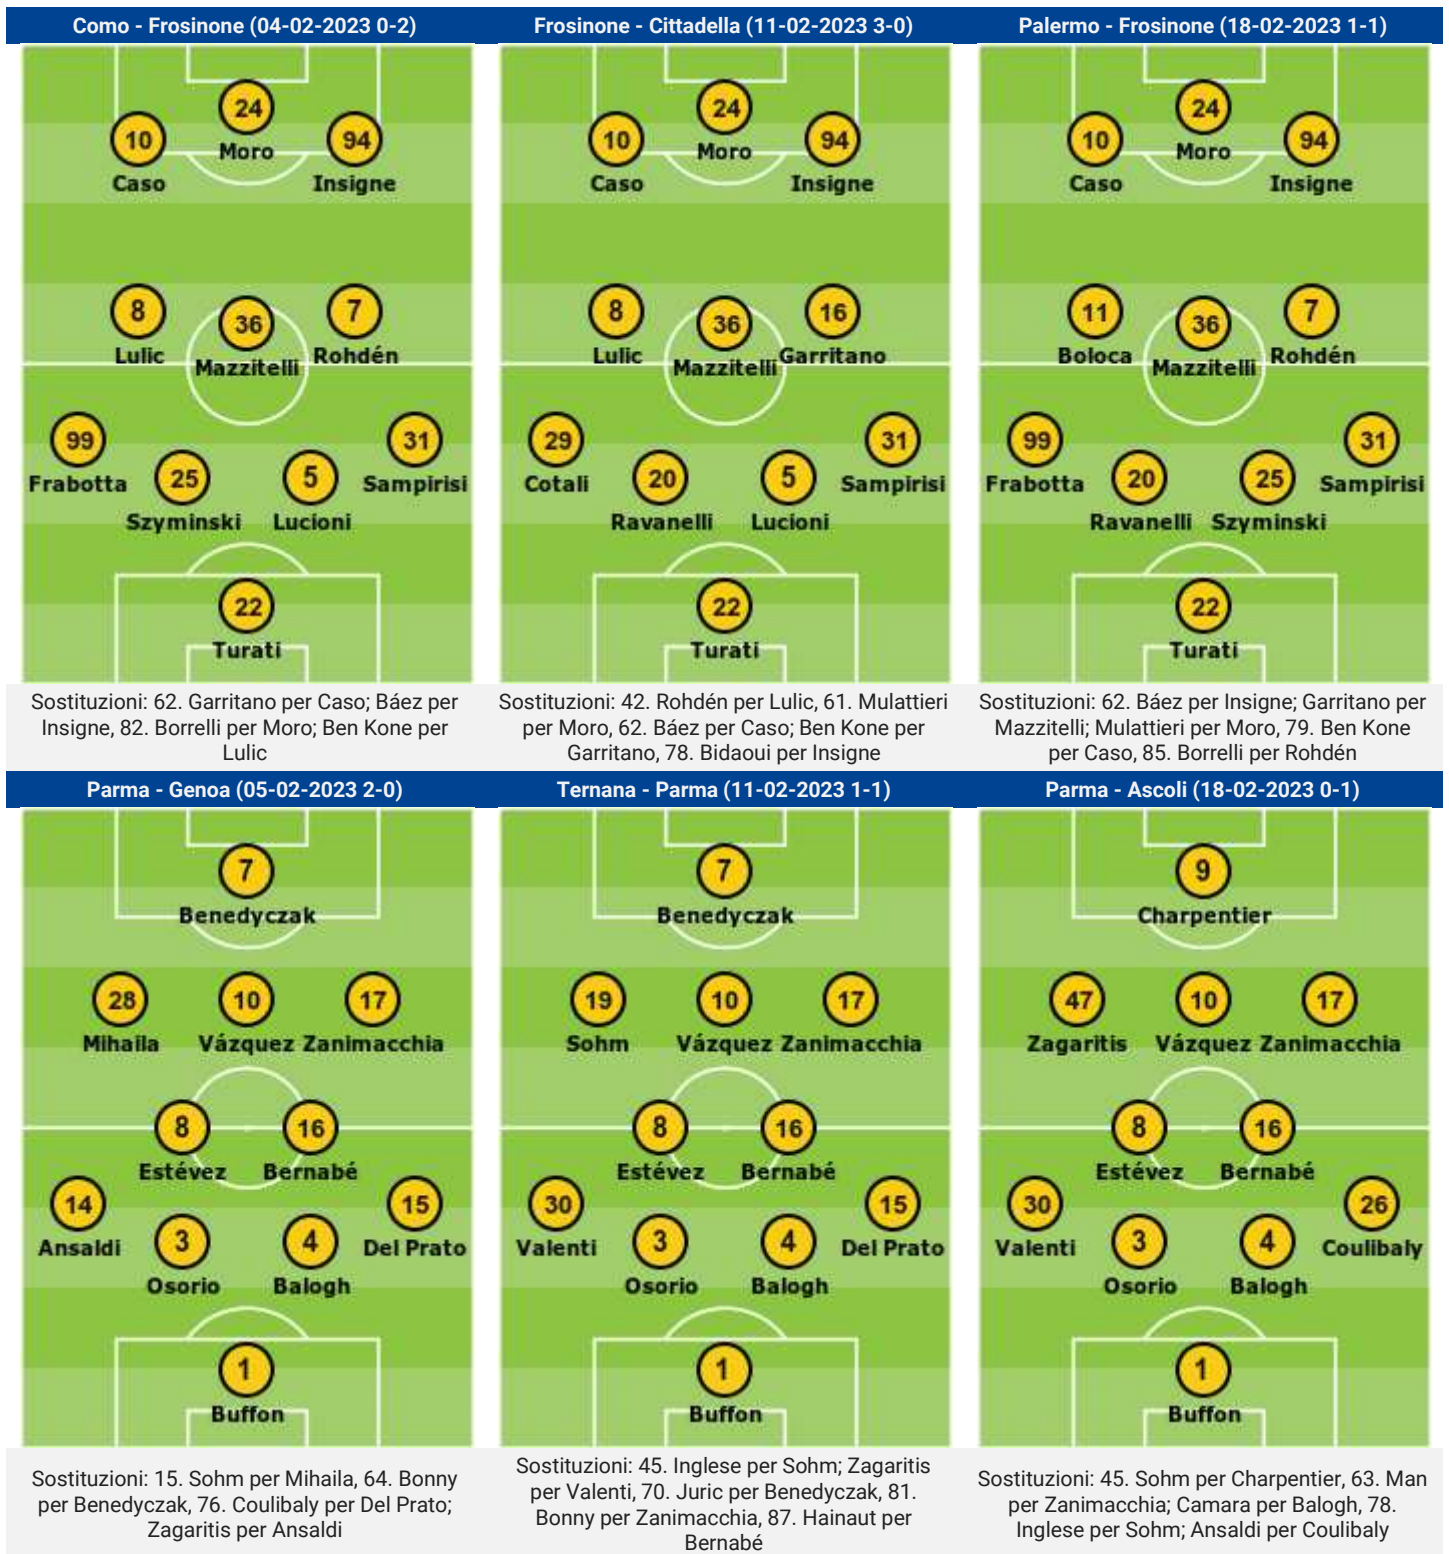 Como - Frosinone (04-02-2023 0-2)
24
Moro
10
Caso
94
Insigne
8
Lulic
36
Mazzitelli
7
Rohdén
99
Frabotta
25
Szyminski
5
Lucioni
31
Sampirisi
22
Turati
Sostituzioni: 62. Garritano per Caso; Báez per
Insigne, 82. Borrelli per Moro; Ben Kone per
Lulic
Frosinone - Cittadella (11-02-2023 3-0)
24
Moro
10
Caso
94
Insigne
8
Lulic
36
Mazzitelli
16
Garritano
29
Cotali
20
Ravanelli
5
Lucioni
31
Sampirisi
22
Turati
Sostituzioni: 42. Rohdén per Lulic, 61. Mulattieri
per Moro, 62. Báez per Caso; Ben Kone per
Garritano, 78. Bidaoui per Insigne
Palermo - Frosinone (18-02-2023 1-1)
24
Moro
10
Caso
94
Insigne
11
Boloca
36
Mazzitelli
7
Rohdén
99
Frabotta
20
Ravanelli
25
Szyminski
31
Sampirisi
22
Turati
Sostituzioni: 62. Báez per Insigne; Garritano per
Mazzitelli; Mulattieri per Moro, 79. Ben Kone
per Caso, 85. Borrelli per Rohdén
Parma - Genoa (05-02-2023 2-0)
7
Benedyczak
28
Mihaila
10
Vázquez
17
Zanimacchia
8
Estévez
16
Bernabé
14
Ansaldi
3
Osorio
4
Balogh
15
Del Prato
1
Buffon
Sostituzioni: 15. Sohm per Mihaila, 64. Bonny
per Benedyczak, 76. Coulibaly per Del Prato;
Zagaritis per Ansaldi
Ternana - Parma (11-02-2023 1-1)
7
Benedyczak
19
Sohm
10
Vázquez
17
Zanimacchia
8
Estévez
16
Bernabé
30
Valenti
3
Osorio
4
Balogh
15
Del Prato
1
Buffon
Sostituzioni: 45. Inglese per Sohm; Zagaritis
per Valenti, 70. Juric per Benedyczak, 81.
Bonny per Zanimacchia, 87. Hainaut per
Bernabé
Parma - Ascoli (18-02-2023 0-1)
9
Charpentier
47
Zagaritis
10
Vázquez
17
Zanimacchia
8
Estévez
16
Bernabé
30
Valenti
3
Osorio
4
Balogh
26
Coulibaly
1
Buffon
Sostituzioni: 45. Sohm per Charpentier, 63. Man
per Zanimacchia; Camara per Balogh, 78.
Inglese per Sohm; Ansaldi per Coulibaly